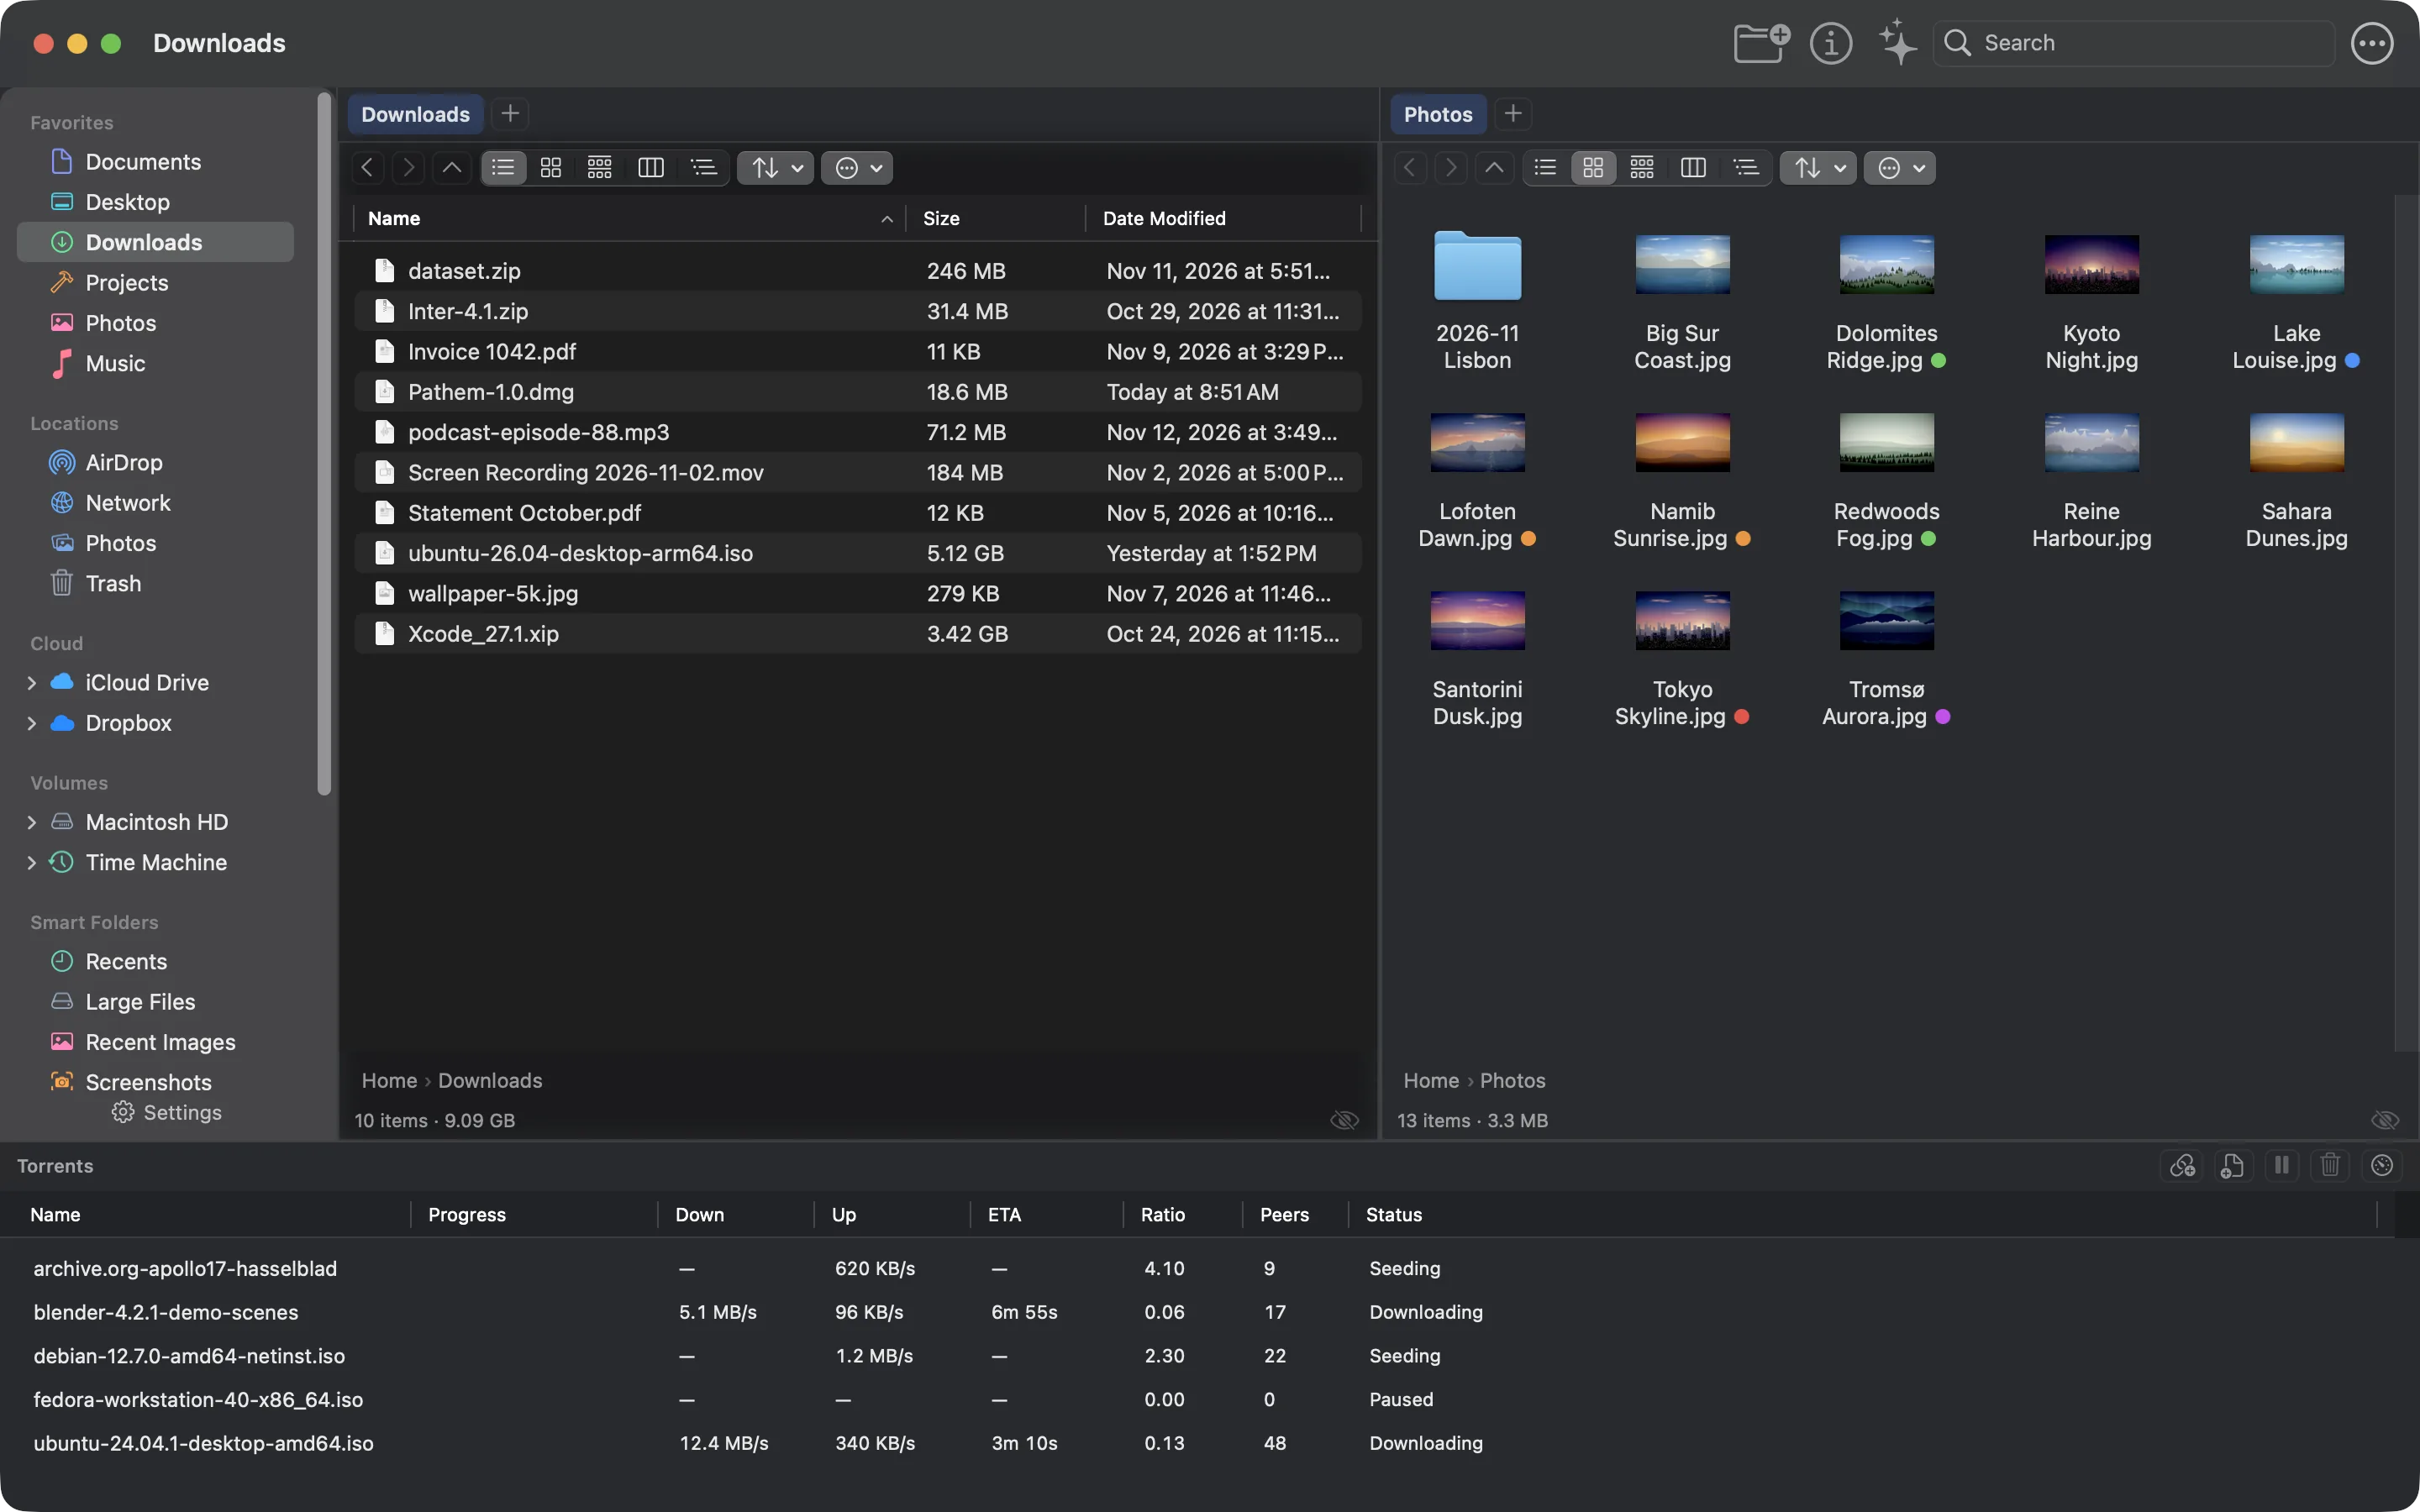 Downloads
Search
Favorites
Documents
Desktop
Downloads
Projects
Photos
Music
Locations
AirDrop
Network
Photos
Trash
Cloud
iCloud Drive
Dropbox
Volumes
Macintosh HD
Time Machine
Smart Folders
Recents
Large Files
Recent Images
Screenshots
Settings
Downloads
Name Size Date Modified
dataset.zip 246 MB Nov 11, 2026 at 5:51...
Inter-4.1.zip 31.4 MB Oct 29, 2026 at 11:31...
Invoice 1042.pdf 11 KB Nov 9, 2026 at 3:29 P...
Pathem-1.0.dmg 18.6 MB Today at 8:51 AM
podcast-episode-88.mp3 71.2 MB Nov 12, 2026 at 3:49...
Screen Recording 2026-11-02.mov 184 MB Nov 2, 2026 at 5:00 P...
Statement October.pdf 12 KB Nov 5, 2026 at 10:16...
ubuntu-26.04-desktop-arm64.iso 5.12 GB Yesterday at 1:52 PM
wallpaper-5k.jpg 279 KB Nov 7, 2026 at 11:46...
Xcode_27.1.xip 3.42 GB Oct 24, 2026 at 11:15...
Home › Downloads
10 items · 9.09 GB
Photos
2026-11
Lisbon
Big Sur
Coast.jpg
Dolomites
Ridge.jpg
Kyoto
Night.jpg
Lake
Louise.jpg
Lofoten
Dawn.jpg
Namib
Sunrise.jpg
Redwoods
Fog.jpg
Reine
Harbour.jpg
Sahara
Dunes.jpg
Santorini
Dusk.jpg
Tokyo
Skyline.jpg
Tromsø
Aurora.jpg
Home › Photos
13 items · 3.3 MB
Torrents
Name Progress Down Up ETA Ratio Peers Status
archive.org-apollo17-hasselblad — 620 KB/s — 4.10 9 Seeding
blender-4.2.1-demo-scenes 5.1 MB/s 96 KB/s 6m 55s 0.06 17 Downloading
debian-12.7.0-amd64-netinst.iso — 1.2 MB/s — 2.30 22 Seeding
fedora-workstation-40-x86_64.iso — — — 0.00 0 Paused
ubuntu-24.04.1-desktop-amd64.iso 12.4 MB/s 340 KB/s 3m 10s 0.13 48 Downloading